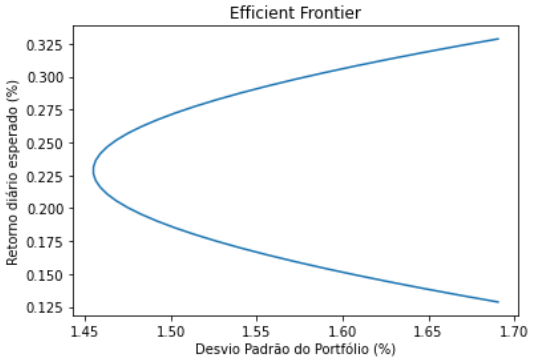 Efficient Frontier
Retorno diário esperado (%)
0.325
0.300
0.275
0.250
0.225
0.200
0.175
0.150
0.125
1.45 1.50 1.55 1.60 1.65 1.70
Desvio Padrão do Portfólio (%)